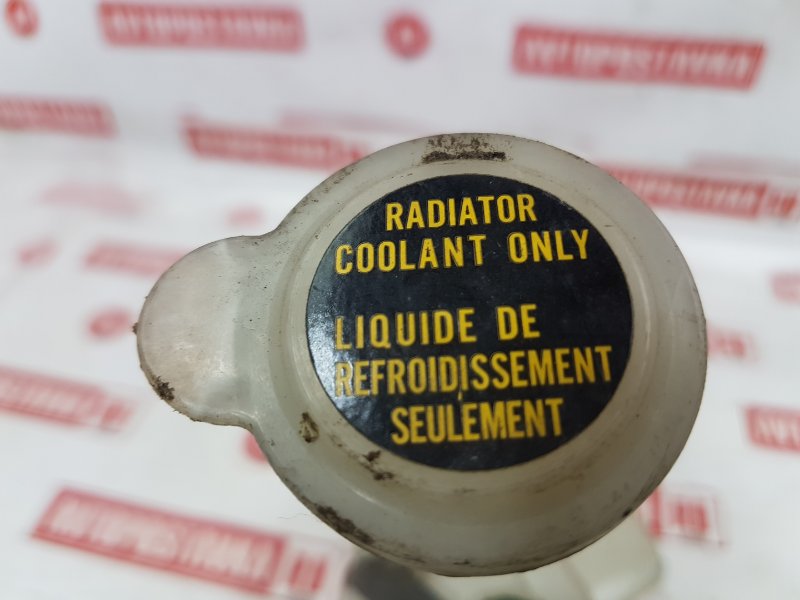 RADIATOR
COOLANT ONLY
LIQUIDE DE
REFROIDISSEMENT
SEULEMENT